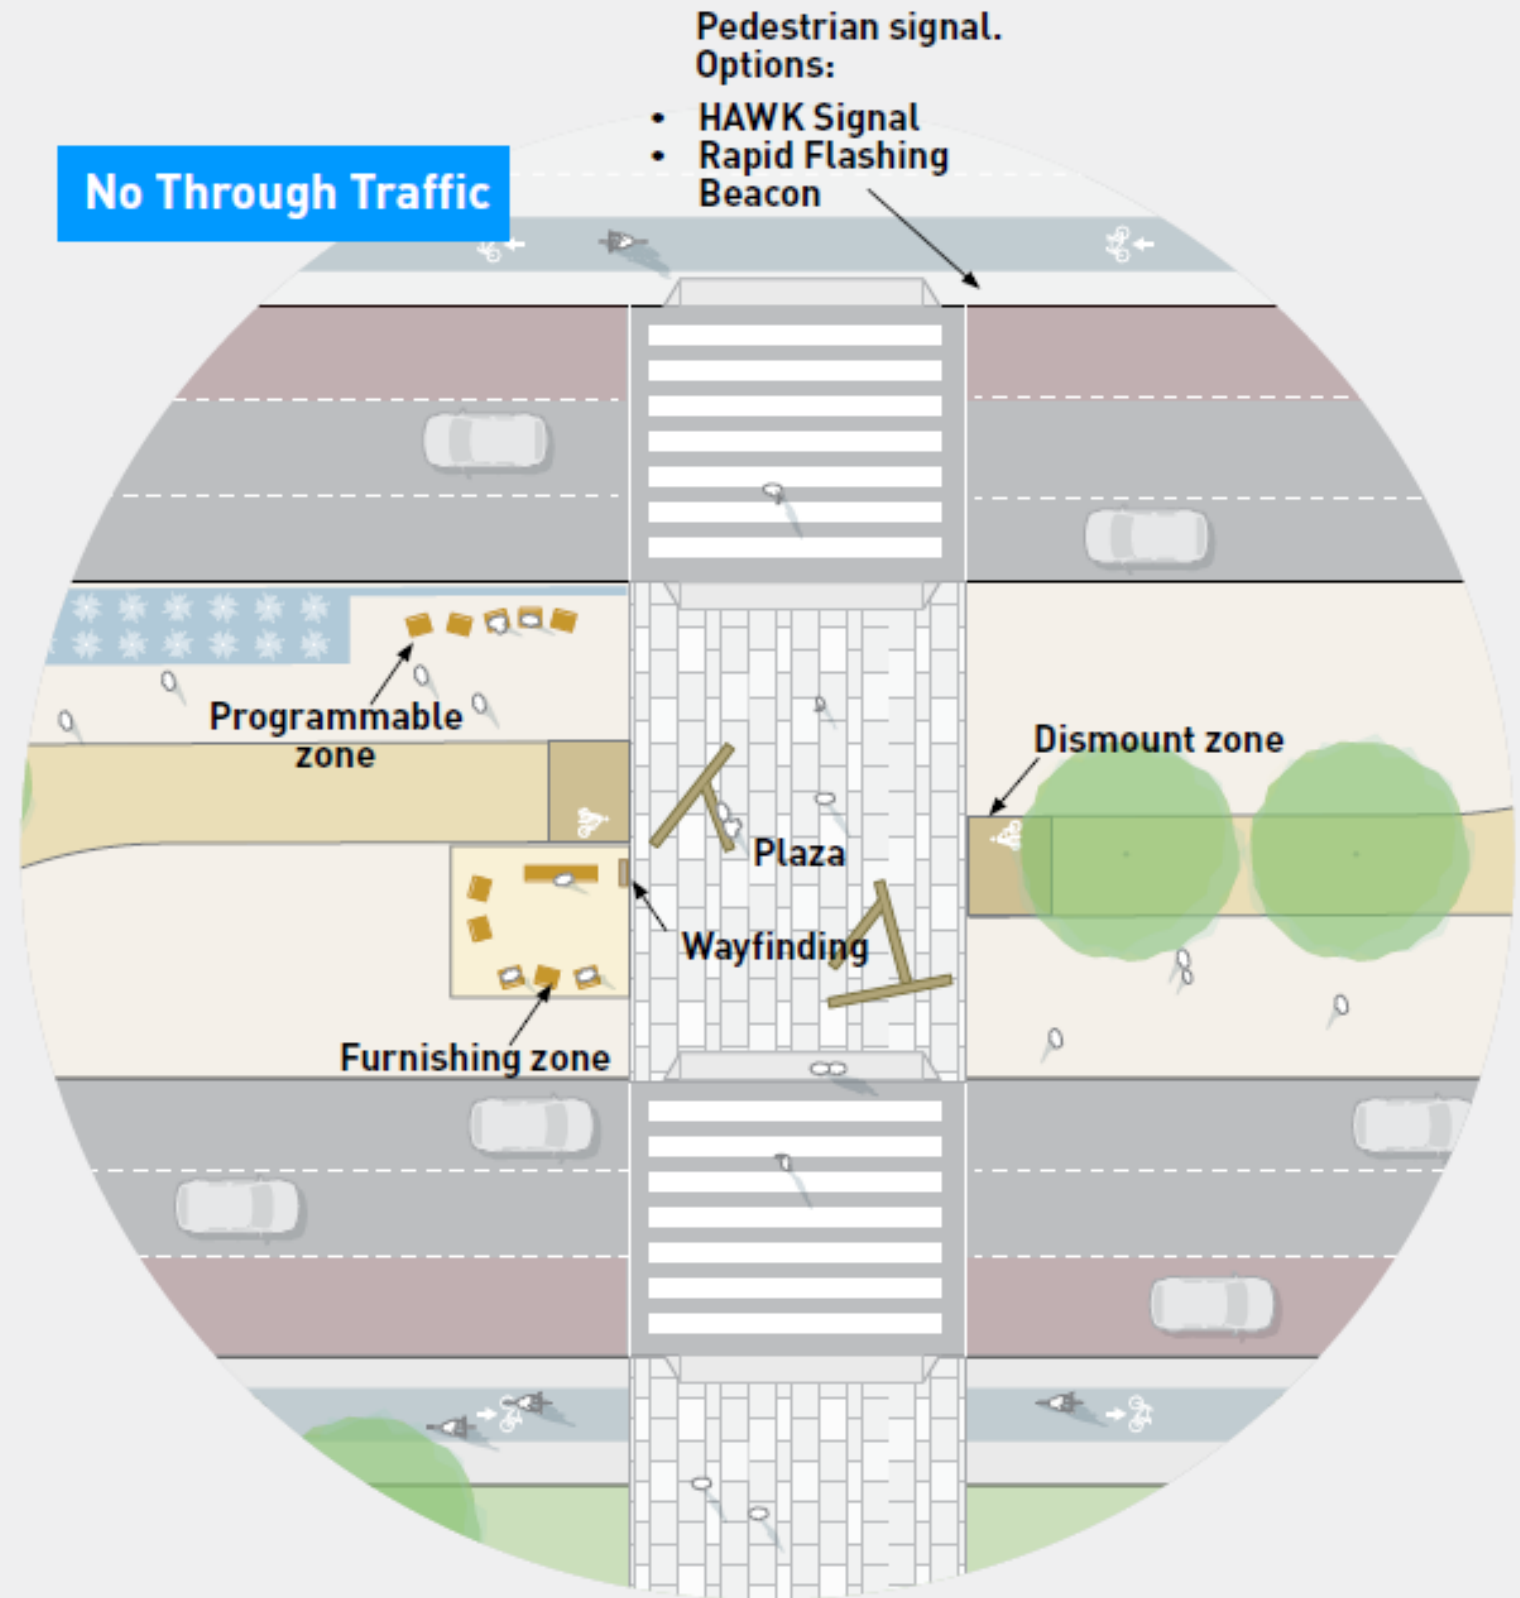 Pedestrian signal.
Options:
• HAWK Signal
• Rapid Flashing
Beacon
No Through Traffic
Programmable
zone
Dismount zone
Plaza
Wayfinding
Furnishing zone